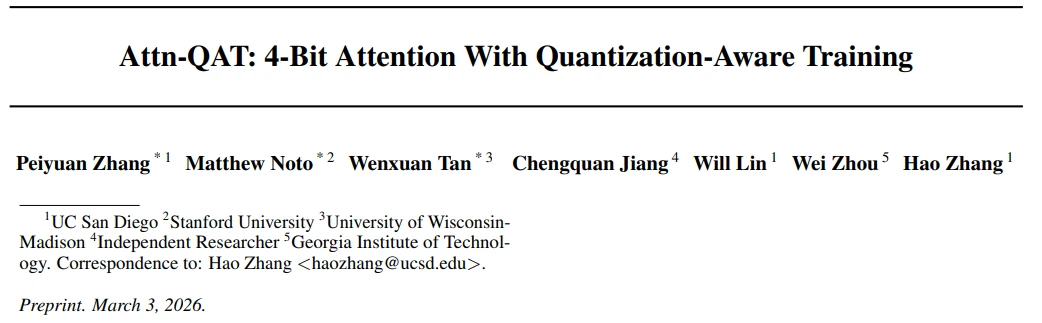 Attn-QAT: 4-Bit Attention With Quantization-Aware Training
Peiyuan Zhang * 1 Matthew Noto * 2 Wenxuan Tan * 3 Chengquan Jiang 4 Will Lin 1 Wei Zhou 5 Hao Zhang 1
1UC San Diego 2Stanford University 3University of Wisconsin-
Madison 4Independent Researcher 5Georgia Institute of Technol-
ogy. Correspondence to: Hao Zhang <haozhang@ucsd.edu>.
Preprint. March 3, 2026.